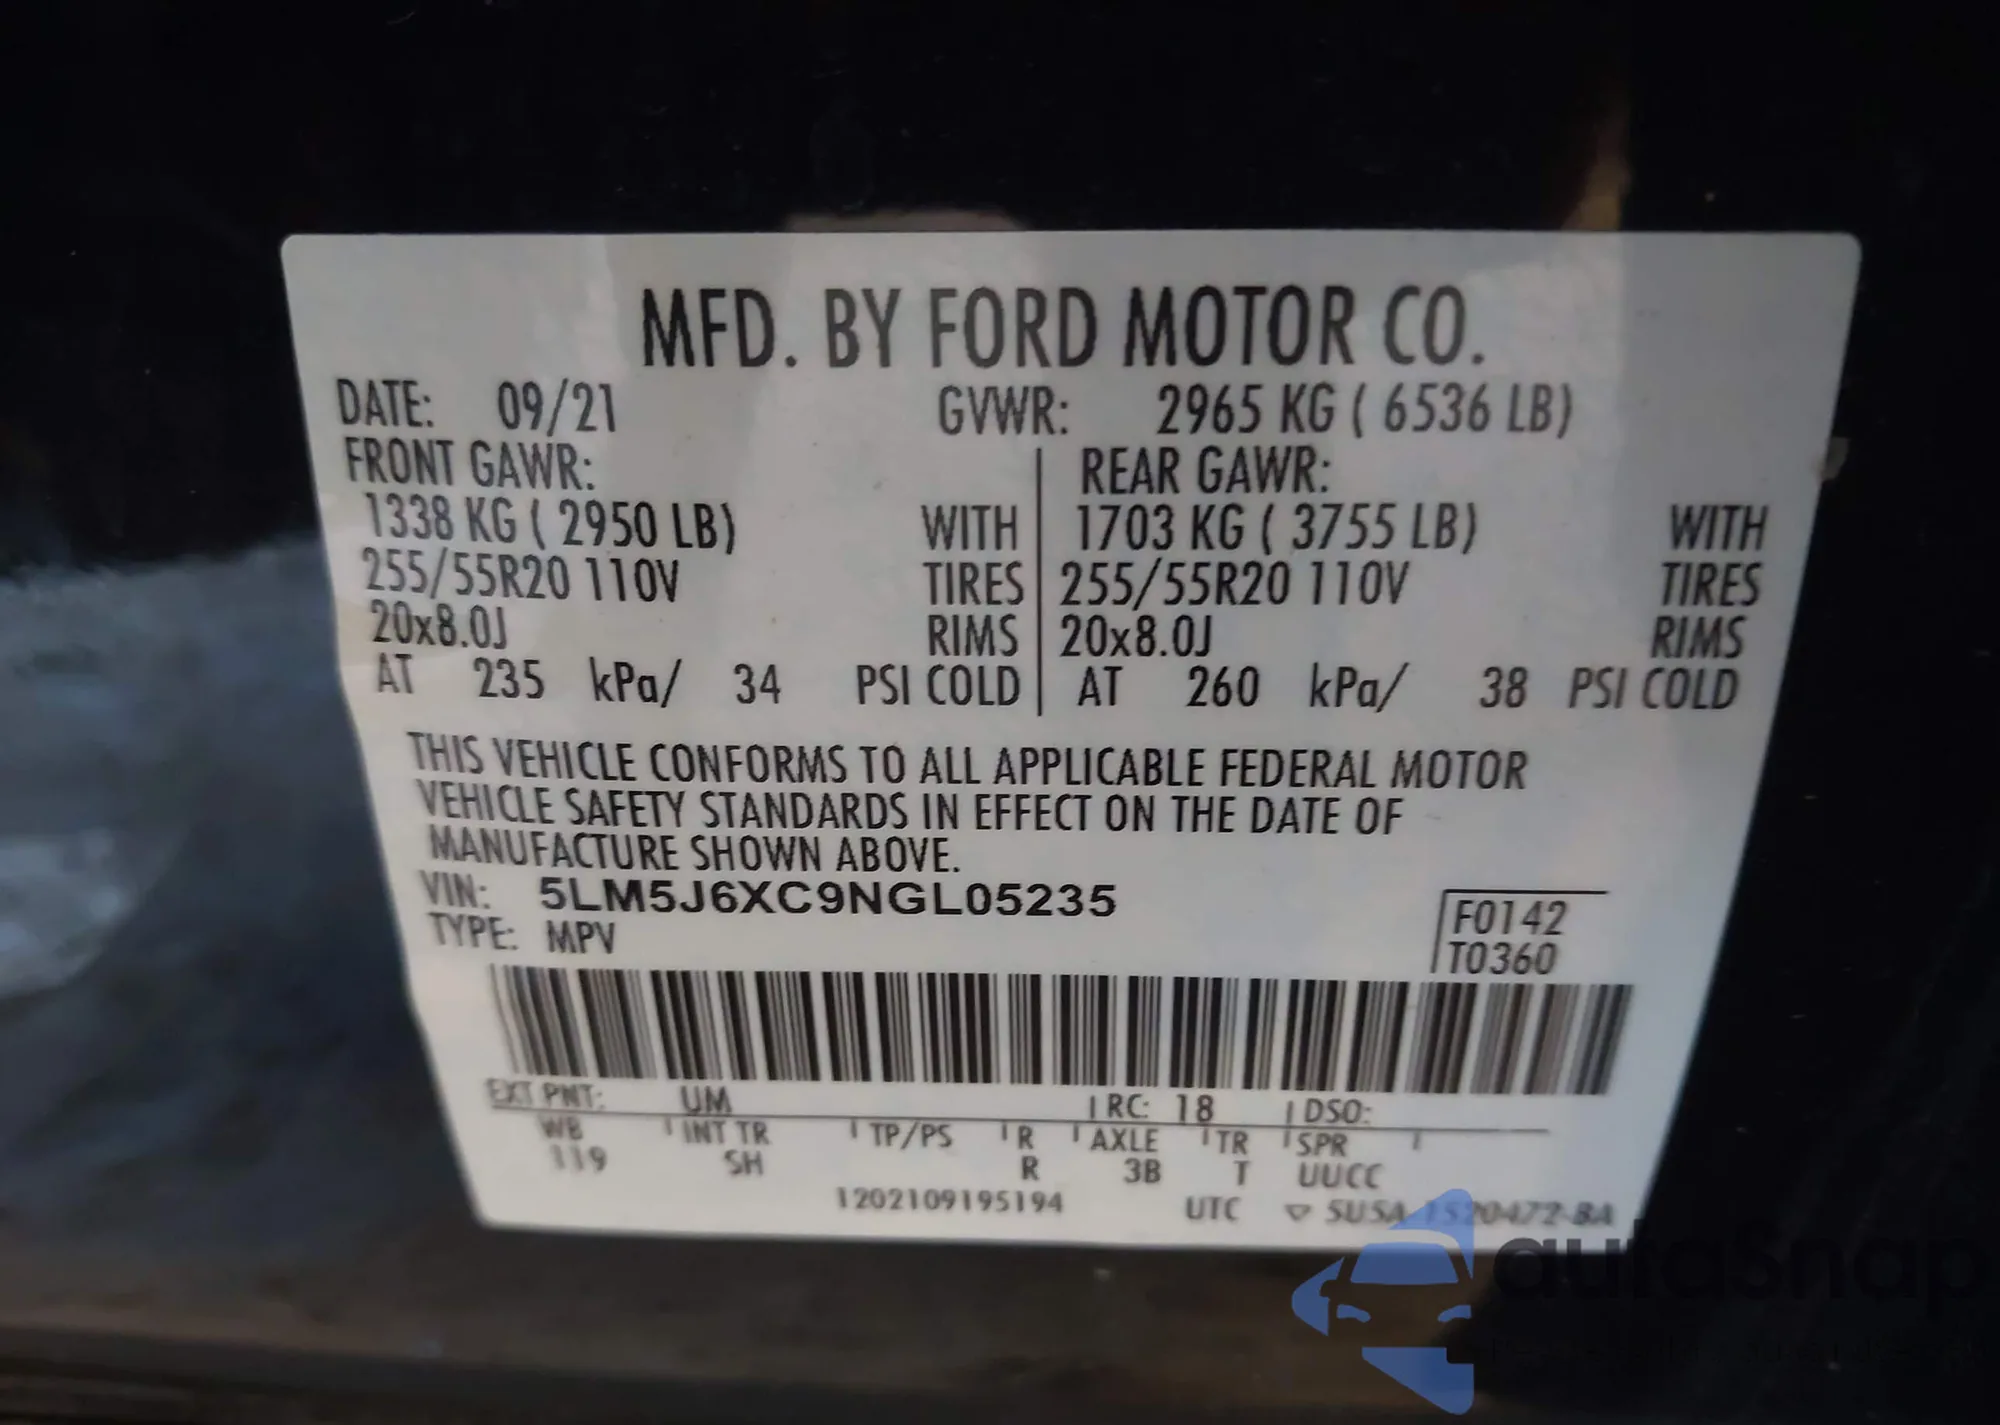 MFD. BY FORD MOTOR CO.
DATE: 09/21 GVWR: 2965 KG ( 6536 LB)
FRONT GAWR: REAR GAWR:
1338 KG ( 2950 LB) WITH 1703 KG ( 3755 LB) WITH
255/55R20 110V TIRES 255/55R20 110V TIRES
20x8.0J RIMS 20x8.0J RIMS
AT 235 kPa/ 34 PSI COLD AT 260 kPa/ 38 PSI COLD
THIS VEHICLE CONFORMS TO ALL APPLICABLE FEDERAL MOTOR
VEHICLE SAFETY STANDARDS IN EFFECT ON THE DATE OF
MANUFACTURE SHOWN ABOVE.
VIN: 5LM5J6XC9NGL05235 F0142
TYPE: MPV T0360
EXT PNT: UM RC: 18 DSO:
WB INT TR TP/PS R AXLE TR SPR
119 SH R 3B T UUCC
1202109195194 UTC ▽ 5USA-1520472-BA
autosnap